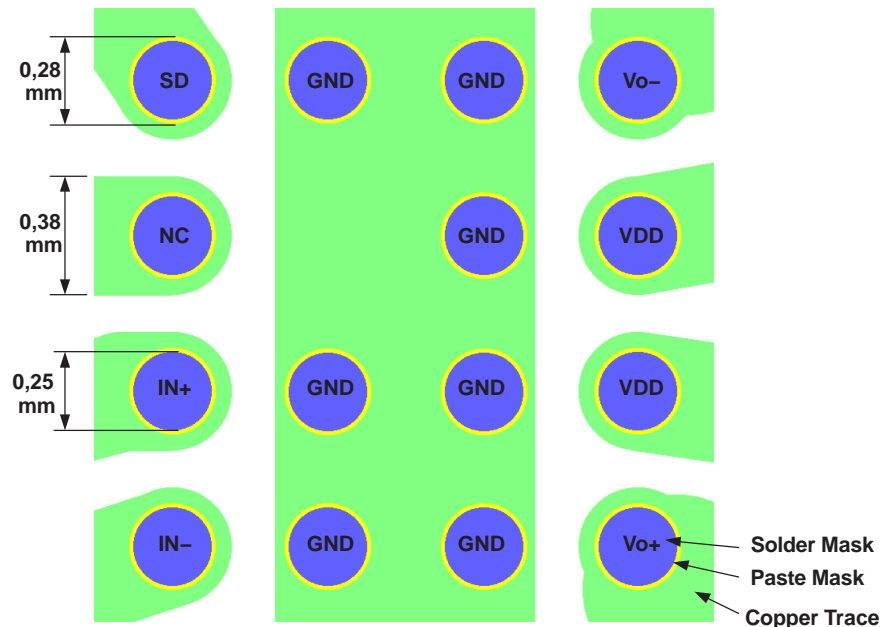 0,28
mm
SD
GND
GND
Vo–
0,38
mm
NC
GND
VDD
0,25
mm
IN+
GND
GND
VDD
IN–
GND
GND
Vo+
Solder Mask
Paste Mask
Copper Trace